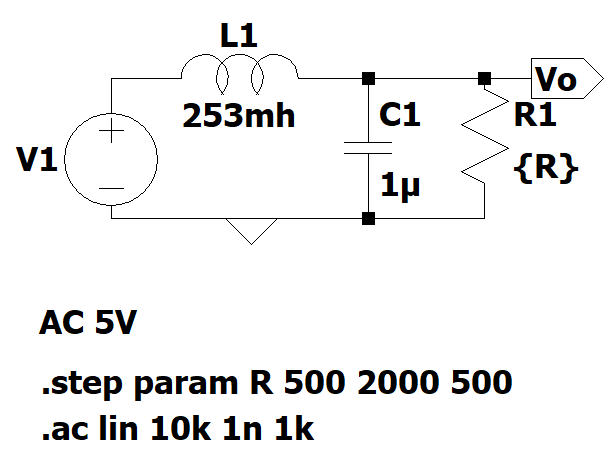 L1
Vo
253mh
C1
R1
V1
{R}
1µ
AC 5V
.step param R 500 2000 500
.ac lin 10k 1n 1k